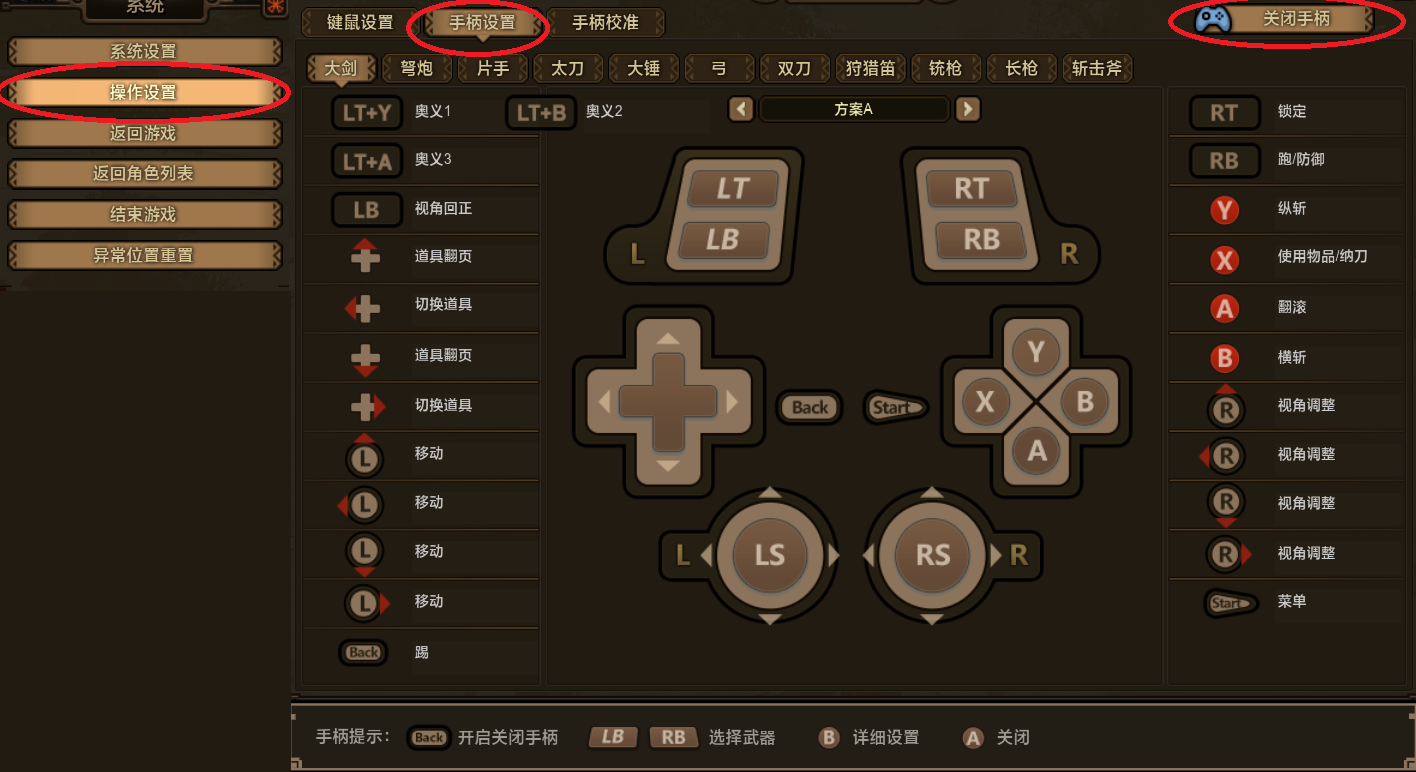 系统
系统设置
操作设置
返回游戏
返回角色列表
结束游戏
异常位置重置
键鼠设置 手柄设置 手柄校准 关闭手柄
大剑 弩炮 片手 太刀 大锤 弓 双刀 狩猎笛 铳枪 长枪 斩击斧
LT+Y 奥义1 LT+B 奥义2
LT+A 奥义3
LB 视角回正
道具翻页
切换道具
道具翻页
切换道具
L 移动
L 移动
L 移动
L 移动
Back 踢
方案A
LT RT
LB RB
L R
Y
Back Start X B
A
L LS RS R
RT 锁定
RB 跑/防御
Y 纵斩
X 使用物品/纳刀
A 翻滚
B 横斩
R 视角调整
R 视角调整
R 视角调整
R 视角调整
Start 菜单
手柄提示: Back 开启关闭手柄 LB RB 选择武器 B 详细设置 A 关闭